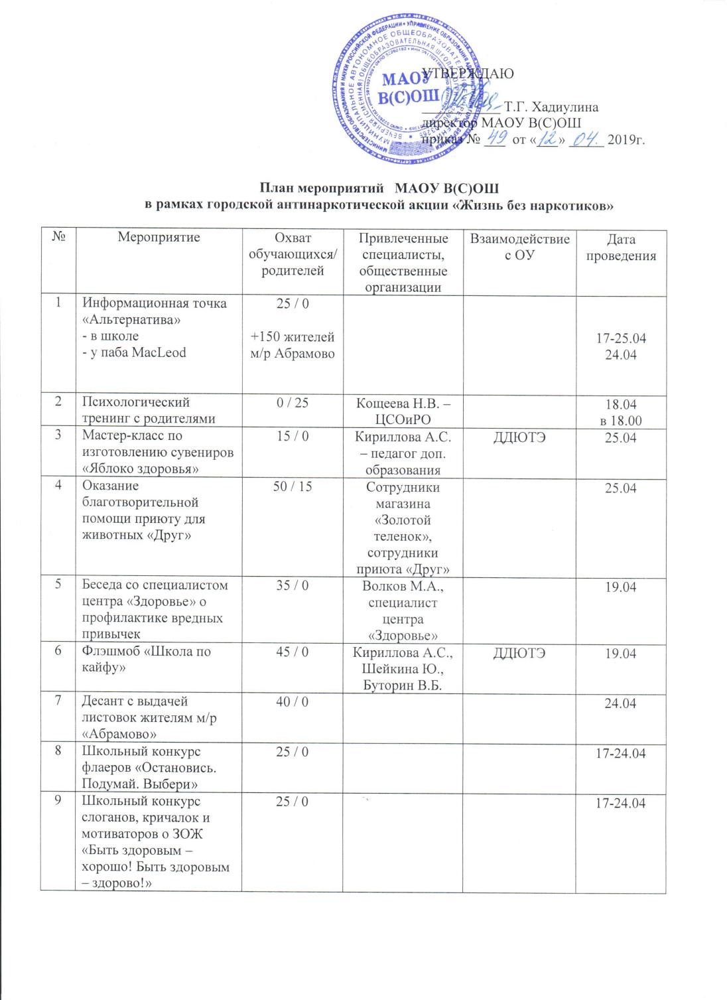 МАОУ
В(С)ОШ
УТВЕРЖДАЮ
Т.Г. Хадиулина
директор МАОУ В(С)ОШ
приказ № 49 от «12» 04. 2019г.
План мероприятий МАОУ В(С)ОШ
в рамках городской антинаркотической акции «Жизнь без наркотиков»
№ Мероприятие Охват обучающихся/ родителей Привлеченные специалисты, общественные организации Взаимодействие с ОУ Дата проведения
1
Информационная точка
«Альтернатива»
- в школе
- у паба MacLeod
25 / 0
+150 жителей
м/р Абрамово
17-25.04
24.04
2
Психологический
тренинг с родителями
0 / 25
Кощеева Н.В. –
ЦСОиРО
18.04
в 18.00
3
Мастер-класс по
изготовлению сувениров
«Яблоко здоровья»
15 / 0
Кириллова А.С.
– педагог доп.
образования
ДДЮТЭ
25.04
4
Оказание
благотворительной
помощи приюту для
животных «Друг»
50 / 15
Сотрудники
магазина
«Золотой
теленок»,
сотрудники
приюта «Друг»
25.04
5
Беседа со специалистом
центра «Здоровье» о
профилактике вредных
привычек
35 / 0
Волков М.А.,
специалист
центра
«Здоровье»
19.04
6
Флэшмоб «Школа по
кайфу»
45 / 0
Кириллова А.С.,
Шейкина Ю.,
Буторин В.Б.
ДДЮТЭ
19.04
7
Десант с выдачей
листовок жителям м/р
«Абрамово»
40 / 0
24.04
8
Школьный конкурс
флаеров «Остановись.
Подумай. Выбери»
25 / 0
17-24.04
9
Школьный конкурс
слоганов, кричалок и
мотиваторов о ЗОЖ
«Быть здоровым –
хорошо! Быть здоровым
– здорово!»
25 / 0
17-24.04